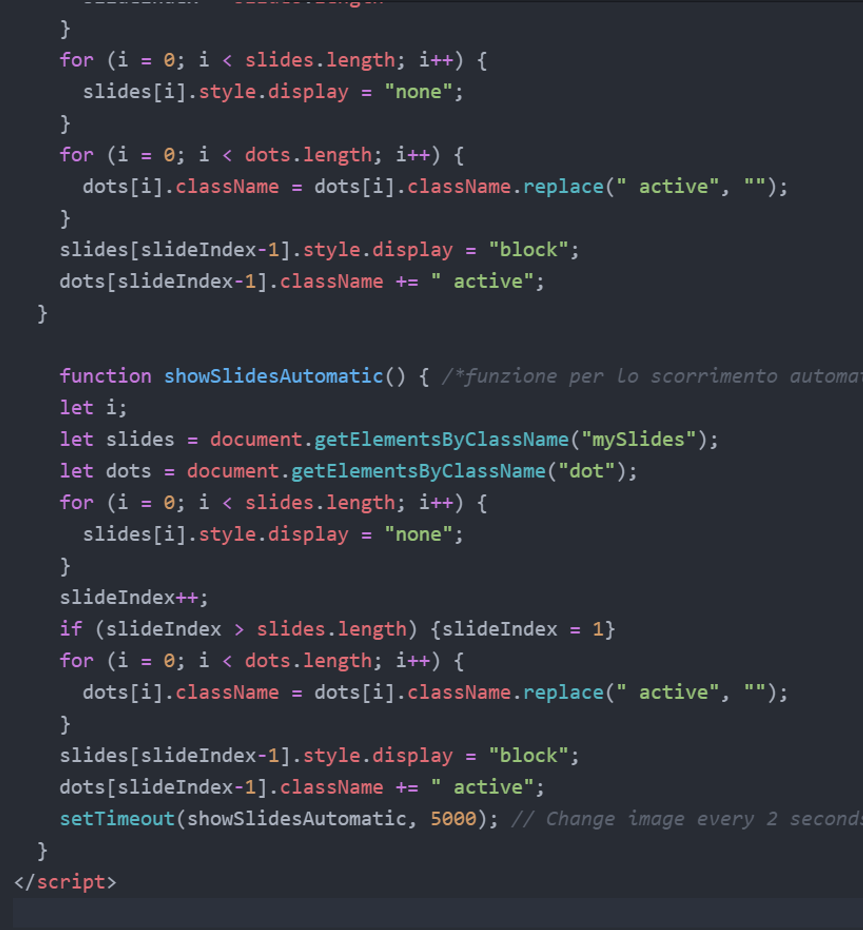 }
for (i = 0; i < slides.length; i++) {
slides[i].style.display = "none";
}
for (i = 0; i < dots.length; i++) {
dots[i].className = dots[i].className.replace(" active", "");
}
slides[slideIndex-1].style.display = "block";
dots[slideIndex-1].className += " active";
}
function showSlidesAutomatic() { /*funzione per lo scorrimento
let i;
let slides = document.getElementsByClassName("mySlides");
let dots = document.getElementsByClassName("dot");
for (i = 0; i < slides.length; i++) {
slides[i].style.display = "none";
}
slideIndex++;
if (slideIndex > slides.length) {slideIndex = 1}
for (i = 0; i < dots.length; i++) {
dots[i].className = dots[i].className.replace(" active", "");
}
slides[slideIndex-1].style.display = "block";
dots[slideIndex-1].className += " active";
setTimeout(showSlidesAutomatic, 5000); // Change image every 2 seconds
}
</script>